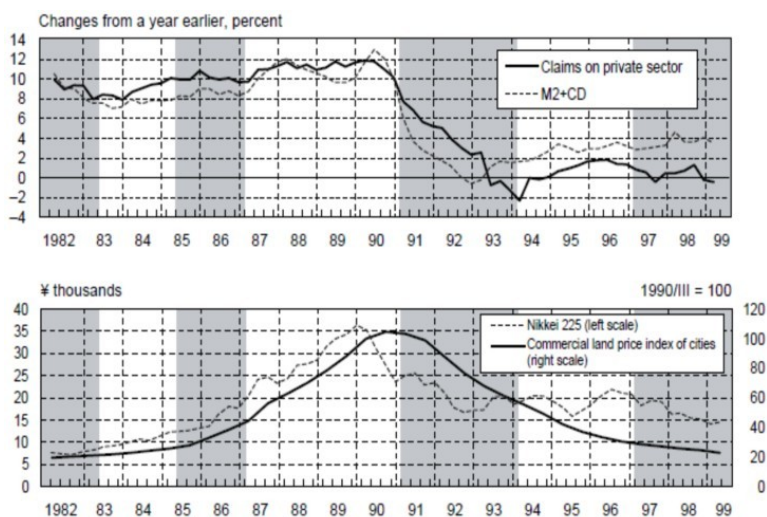 Changes from a year earlier, percent
14
12
10
8
6
4
2
0
−2
−4
Claims on private sector
M2+CD
1982 83 84 85 86 87 88 89 90 91 92 93 94 95 96 97 98 99
¥ thousands 1990/III = 100
40
35
30
25
20
15
10
5
0
Nikkei 225 (left scale)
Commercial land price index of cities
(right scale)
120
100
80
60
40
20
0
1982 83 84 85 86 87 88 89 90 91 92 93 94 95 96 97 98 99